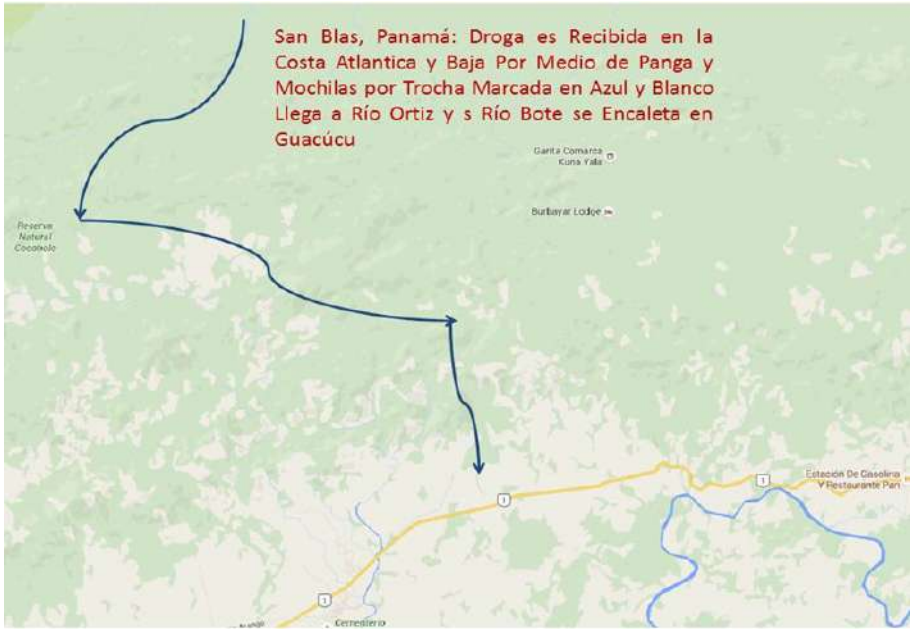 San Blas, Panamá: Droga es Recibida en la
Costa Atlantica y Baja Por Medio de Panga y
Mochilas por Trocha Marcada en Azul y Blanco
Llega a Río Ortiz y s Río Bote se Encaleta en
Guacúcu
Garita Comarca
Kuna Yala
Burbayar Lodge
Reserva
Natural
Cocobolo
Estación De Gasolina
Y Restaurante Pari
1
1
1
Cementerio